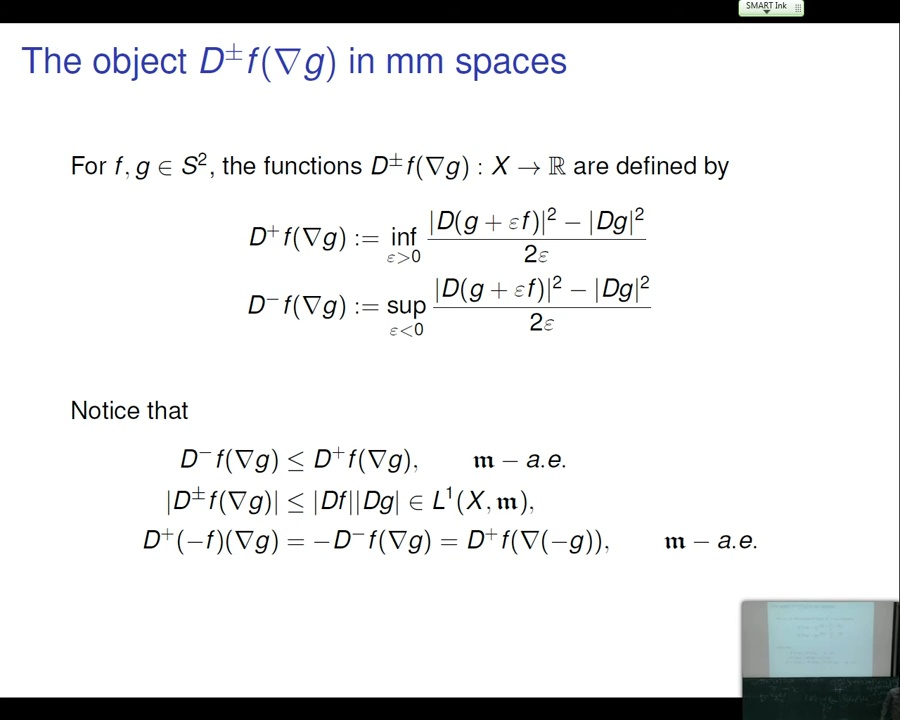 SMART Ink
The object D±f(∇g) in mm spaces
For f, g ∈ S², the functions D±f(∇g) : X → ℝ are defined by
D⁺f(∇g) := inf_{ε>0} (|D(g + εf)|² − |Dg|²) / 2ε
D⁻f(∇g) := sup_{ε<0} (|D(g + εf)|² − |Dg|²) / 2ε
Notice that
D⁻f(∇g) ≤ D⁺f(∇g), 𝔪 − a.e.
|D±f(∇g)| ≤ |Df||Dg| ∈ L¹(X, 𝔪),
D⁺(−f)(∇g) = −D⁻f(∇g) = D⁺f(∇(−g)), 𝔪 − a.e.